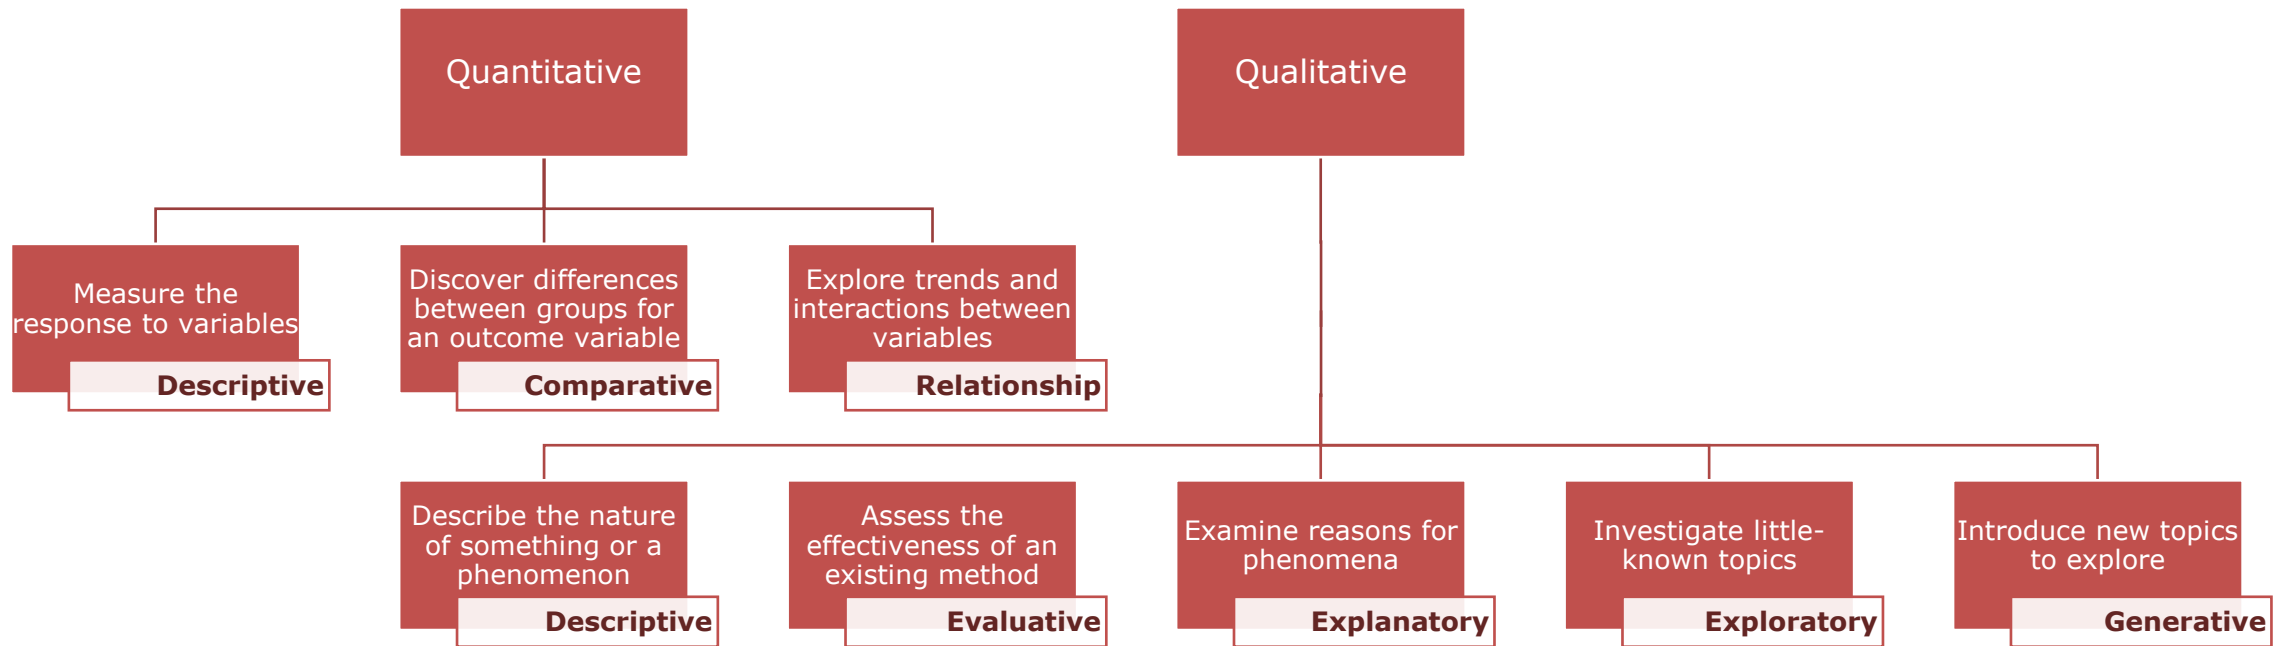 Quantitative
Qualitative
Measure the
response to variables
Descriptive
Discover differences
between groups for
an outcome variable
Comparative
Explore trends and
interactions between
variables
Relationship
Describe the nature
of something or a
phenomenon
Descriptive
Assess the
effectiveness of an
existing method
Evaluative
Examine reasons for
phenomena
Explanatory
Investigate little-
known topics
Exploratory
Introduce new topics
to explore
Generative